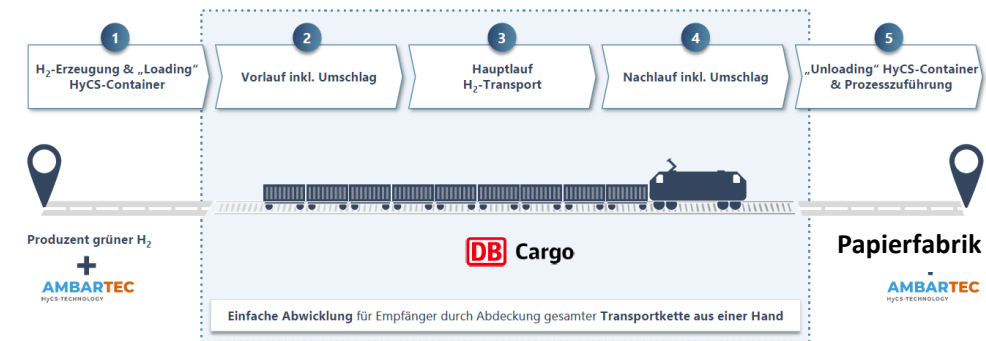 1
H₂-Erzeugung & „Loading“
HyCS-Container
2
Vorlauf inkl. Umschlag
3
Hauptlauf
H₂-Transport
4
Nachlauf inkl. Umschlag
5
„Unloading“ HyCS-Container
& Prozesszuführung
Produzent grüner H₂
+
AMBARTEC
HyCS-TECHNOLOGY
DB Cargo
Papierfabrik
AMBARTEC
HyCS-TECHNOLOGY
Einfache Abwicklung für Empfänger durch Abdeckung gesamter Transportkette aus einer Hand